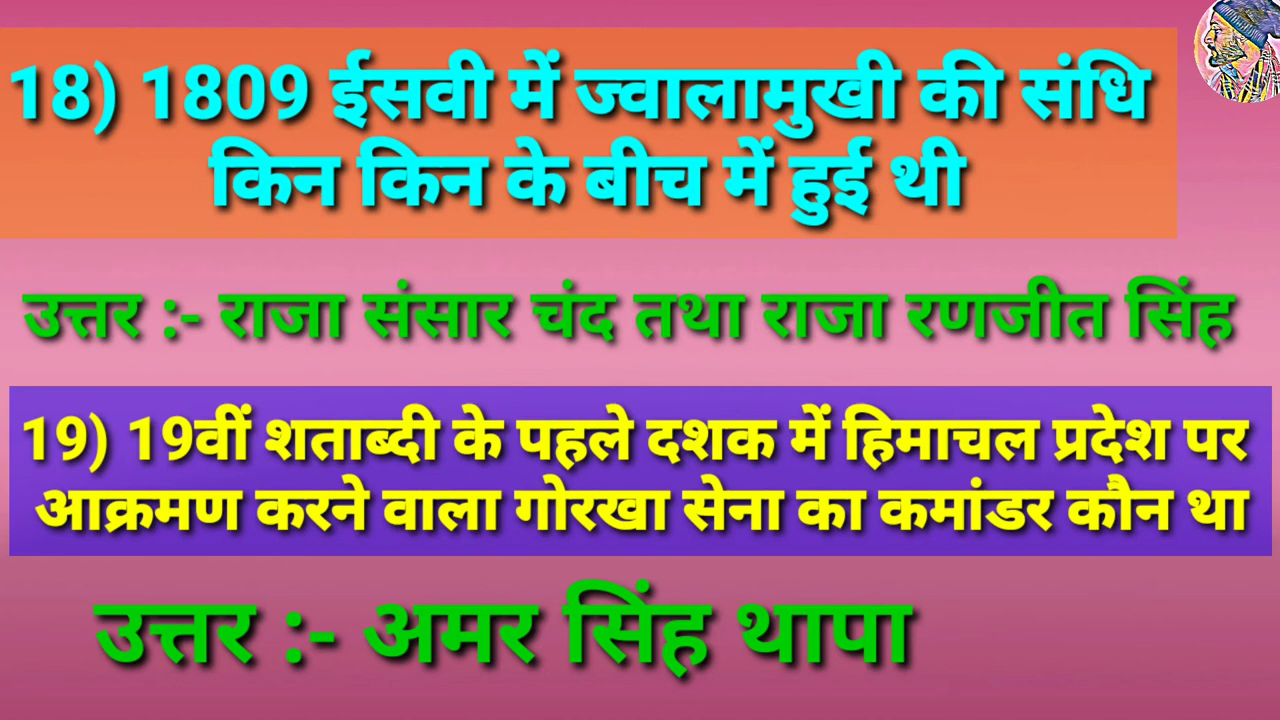 18) 1809 ईसवी में ज्वालामुखी की संधि
किन किन के बीच में हुई थी
उत्तर :- राजा संसार चंद तथा राजा रणजीत सिंह
19) 19वीं शताब्दी के पहले दशक में हिमाचल प्रदेश पर
आक्रमण करने वाला गोरखा सेना का कमांडर कौन था
उत्तर :- अमर सिंह थापा